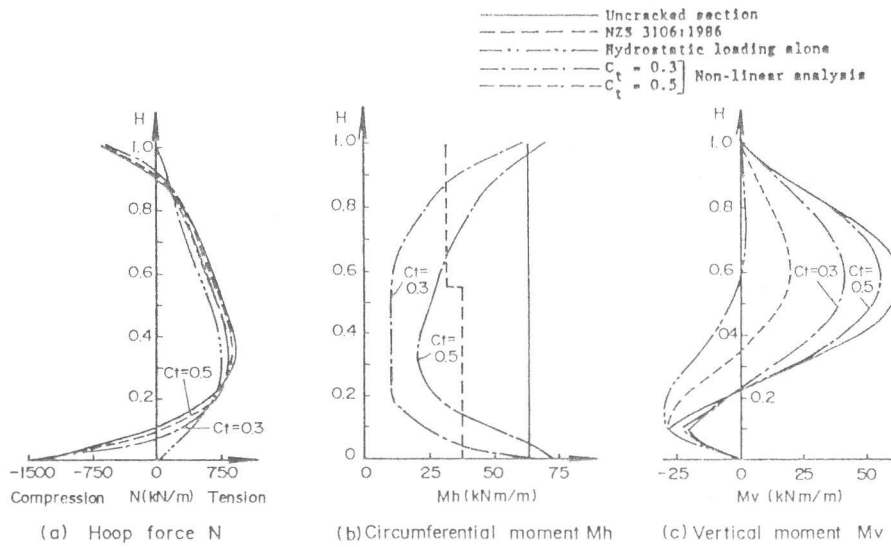 Uncracked section
NZS 3106:1986
Hydrostatic loading alone
Ct = 0.3
Ct = 0.5
Non-linear analysis
H
1.0
0.8
0.6
0.4
0.2
Ct=0.5
Ct=0.3
-1500 -750 0 750
Compression N(kN/m) Tension
(a) Hoop force N
H
1.0
0.8
0.6
0.4
0.2
0
Ct=
0.3
Ct=
0.5
0 25 50 75
Mh (kNm/m)
(b) Circumferential moment Mh
H
1.0
0.8
0.6
0.4
0.2
Ct=0.3
Ct=
0.5
-25 0 25 50
Mv (kNm/m)
(c) Vertical moment Mv